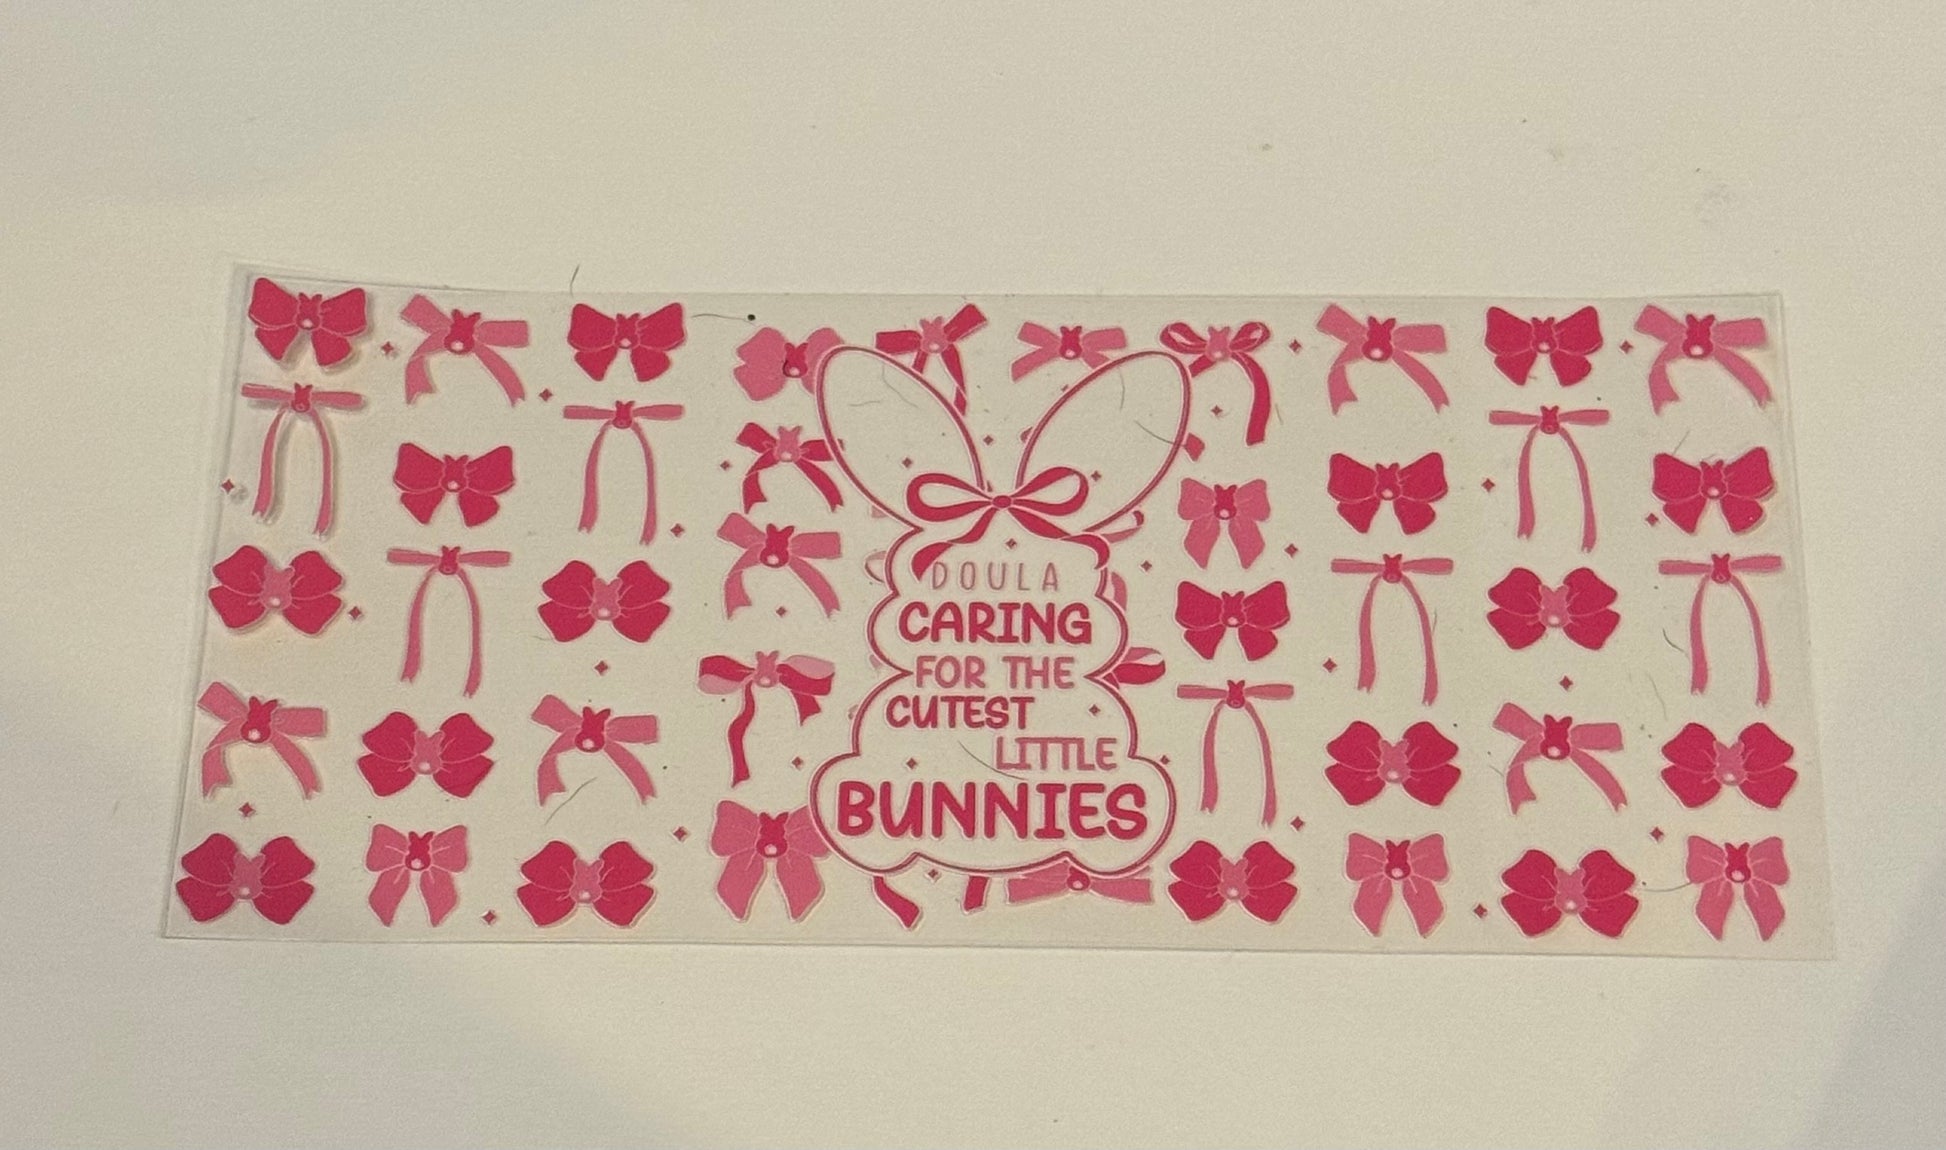 DOULA
CARING
FOR THE
CUTEST
LITTLE
BUNNIES